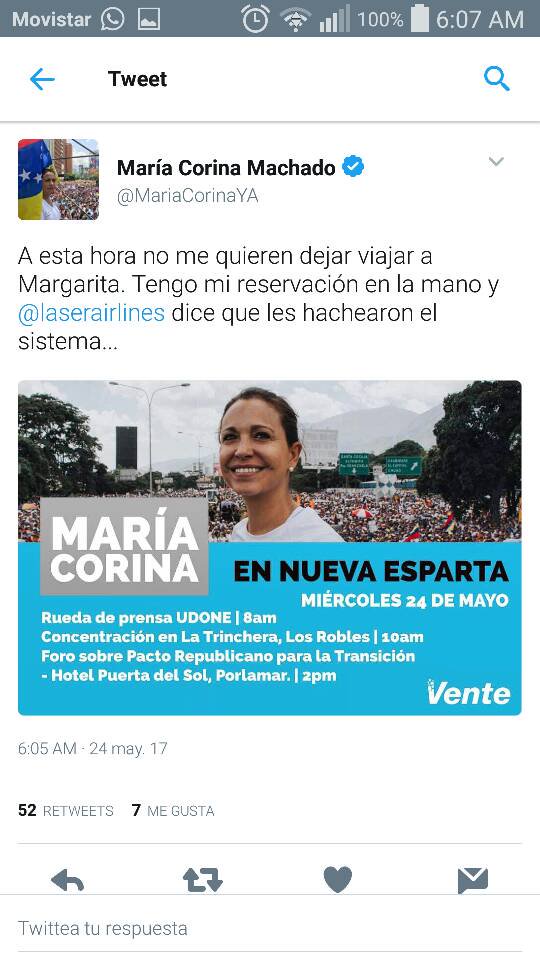 Movistar 100% 6:07 AM
Tweet
María Corina Machado
@MariaCorinaYA
A esta hora no me quieren dejar viajar a
Margarita. Tengo mi reservación en la mano y
@laserairlines dice que les hachearon el
sistema...
MARÍA
CORINA
EN NUEVA ESPARTA
MIÉRCOLES 24 DE MAYO
Rueda de prensa UDONE | 8am
Concentración en La Trinchera, Los Robles | 10am
Foro sobre Pacto Republicano para la Transición
- Hotel Puerta del Sol, Porlamar. | 2pm
Vente
6:05 AM · 24 may. 17
52 RETWEETS 7 ME GUSTA
Twittea tu respuesta